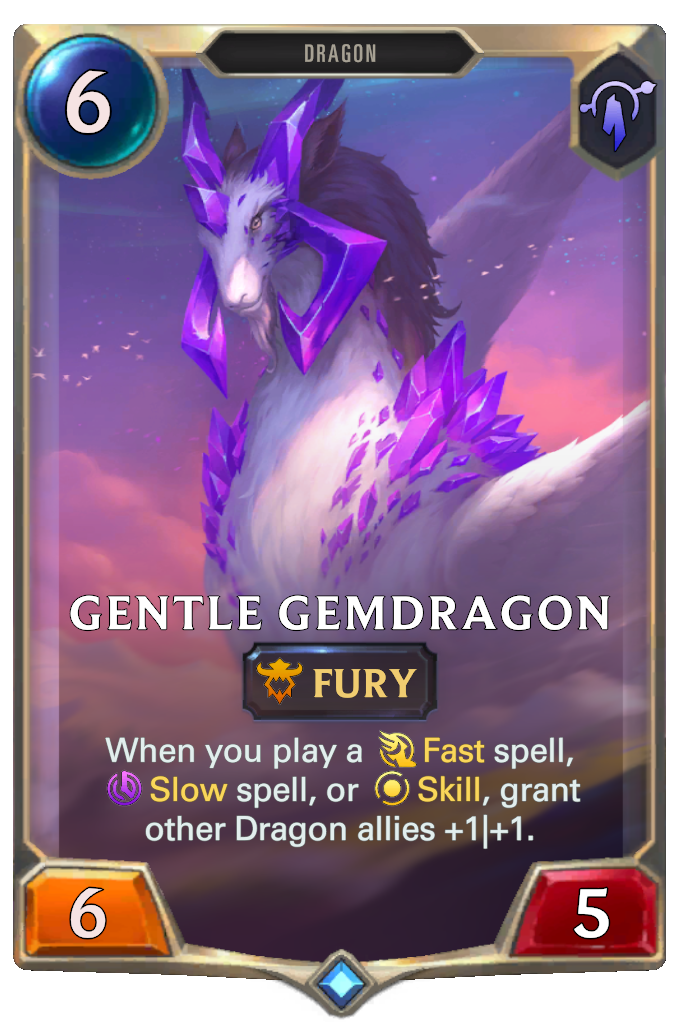 DRAGON
6
GENTLE GEMDRAGON
FURY
When you play a Fast spell,
Slow spell, or Skill, grant
other Dragon allies +1|+1.
6
5